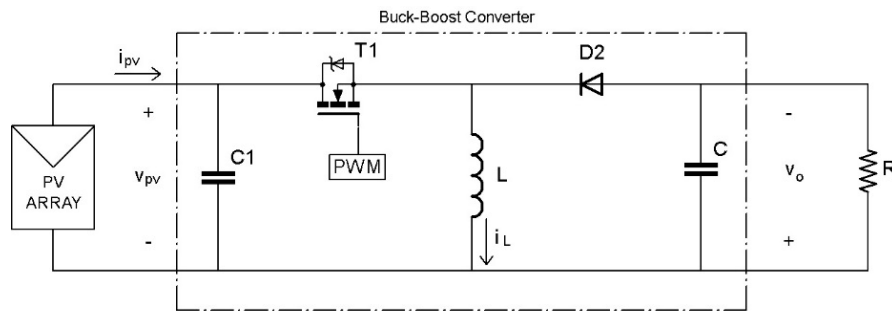 Buck-Boost Converter
T1
D2
ipv
+
-
PV
ARRAY
vpv
C1
PWM
L
C
vo
R
-
iL
+